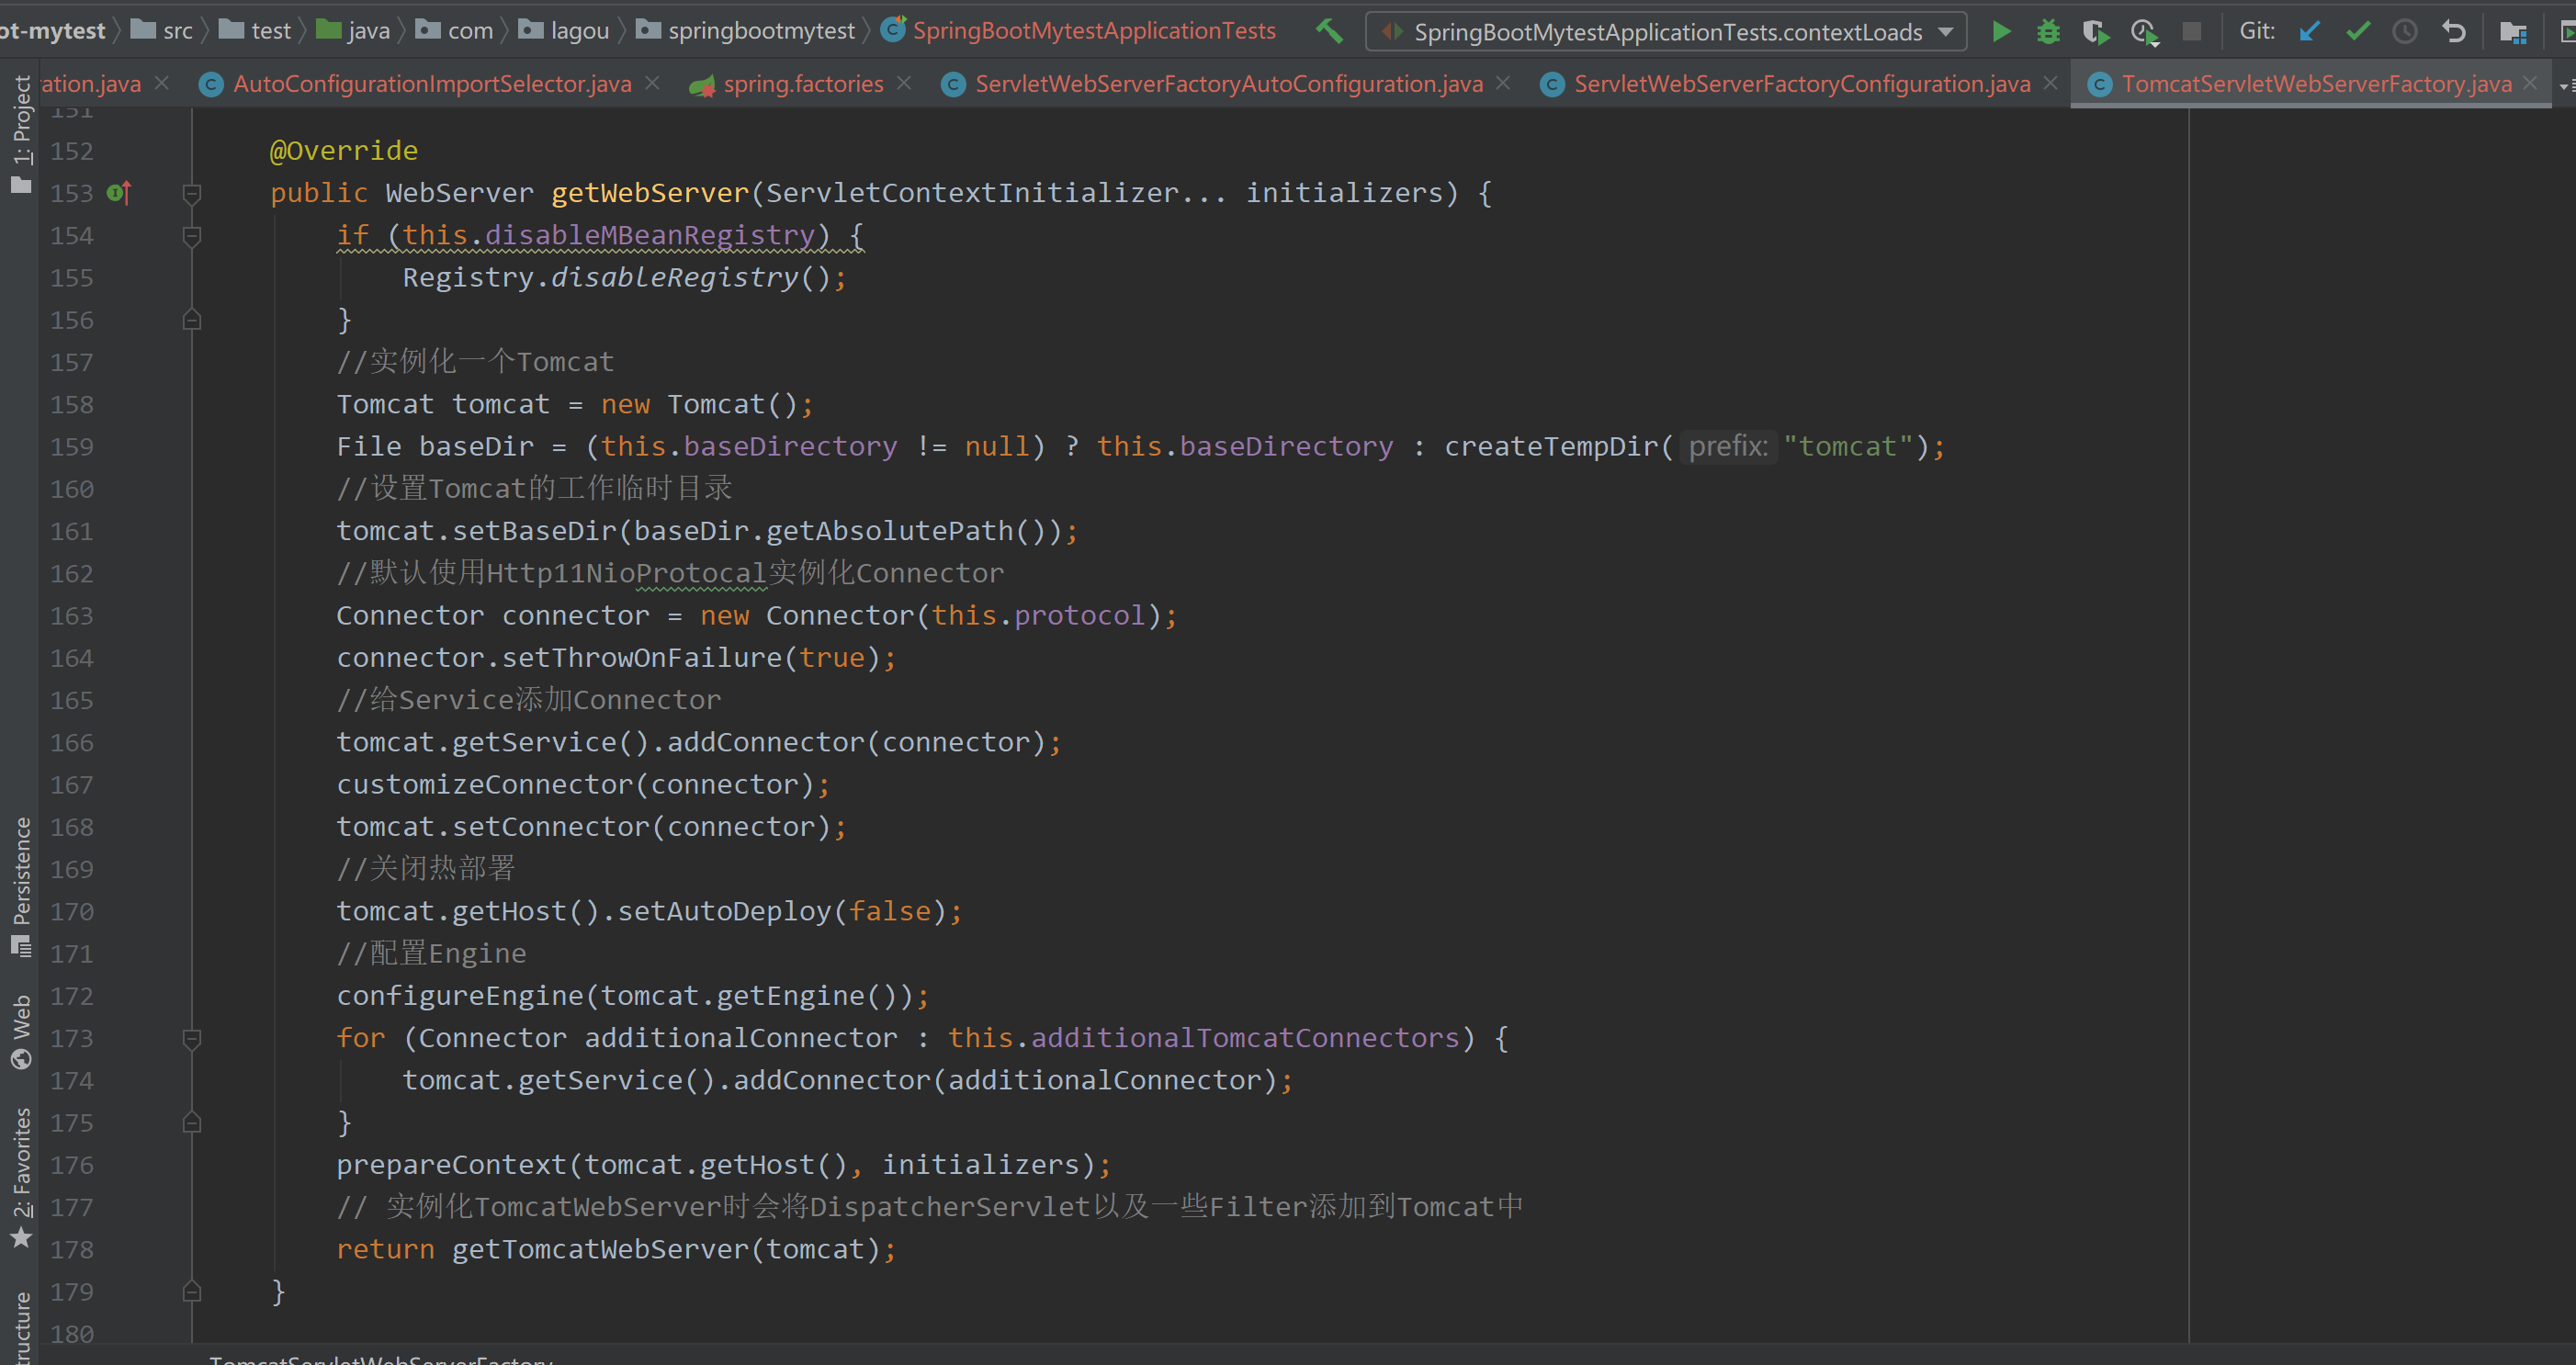 ot-mytest src test java com lagou springbootmytest SpringBootMytestApplicationTests SpringBootMytestApplicationTests.contextLoads Git:
ration.java AutoConfigurationImportSelector.java spring.factories ServletWebServerFactoryAutoConfiguration.java ServletWebServerFactoryConfiguration.java TomcatServletWebServerFactory.java
1: Project
Persistence
Web
2: Favorites
ructure
151
152 @Override
153 public WebServer getWebServer(ServletContextInitializer... initializers) {
154 if (this.disableMBeanRegistry) {
155 Registry.disableRegistry();
156 }
157 //实例化一个Tomcat
158 Tomcat tomcat = new Tomcat();
159 File baseDir = (this.baseDirectory != null) ? this.baseDirectory : createTempDir( prefix: "tomcat");
160 //设置Tomcat的工作临时目录
161 tomcat.setBaseDir(baseDir.getAbsolutePath());
162 //默认使用Http11NioProtocal实例化Connector
163 Connector connector = new Connector(this.protocol);
164 connector.setThrowOnFailure(true);
165 //给Service添加Connector
166 tomcat.getService().addConnector(connector);
167 customizeConnector(connector);
168 tomcat.setConnector(connector);
169 //关闭热部署
170 tomcat.getHost().setAutoDeploy(false);
171 //配置Engine
172 configureEngine(tomcat.getEngine());
173 for (Connector additionalConnector : this.additionalTomcatConnectors) {
174 tomcat.getService().addConnector(additionalConnector);
175 }
176 prepareContext(tomcat.getHost(), initializers);
177 // 实例化TomcatWebServer时会将DispatcherServlet以及一些Filter添加到Tomcat中
178 return getTomcatWebServer(tomcat);
179 }
180
TomcatServletWebServerFactory